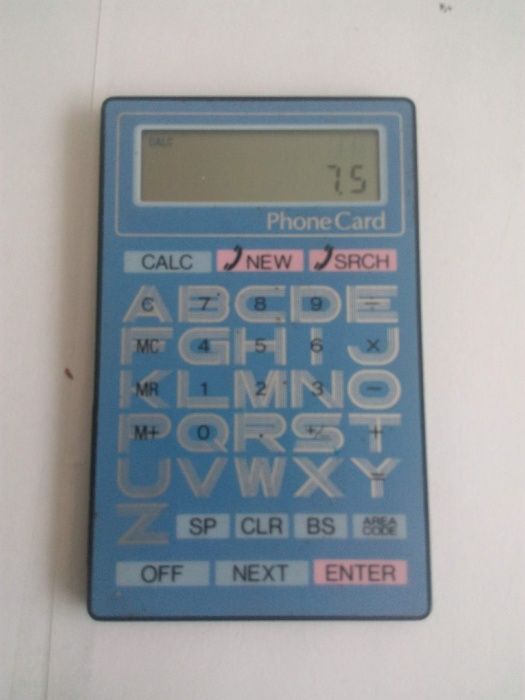 CALC
7.5
PhoneCard
CALC NEW SRCH
A B C D E
C 7 8 9 ÷
F G H I J
MC 4 5 6 ×
K L M N O
MR 1 2 3 −
P Q R S T
M+ 0 . +/- +
U V W X Y
=
Z SP CLR BS AREA CODE
OFF NEXT ENTER